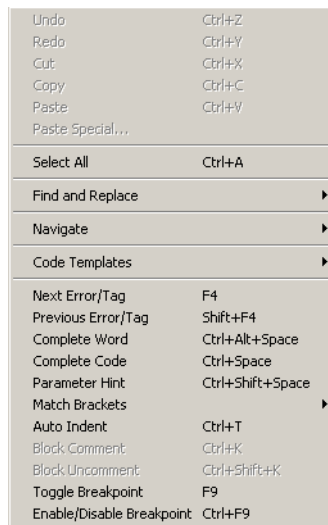 Undo Ctrl+Z
Redo Ctrl+Y
Cut Ctrl+X
Copy Ctrl+C
Paste Ctrl+V
Paste Special...
Select All Ctrl+A
Find and Replace
Navigate
Code Templates
Next Error/Tag F4
Previous Error/Tag Shift+F4
Complete Word Ctrl+Alt+Space
Complete Code Ctrl+Space
Parameter Hint Ctrl+Shift+Space
Match Brackets
Auto Indent Ctrl+T
Block Comment Ctrl+K
Block Uncomment Ctrl+Shift+K
Toggle Breakpoint F9
Enable/Disable Breakpoint Ctrl+F9